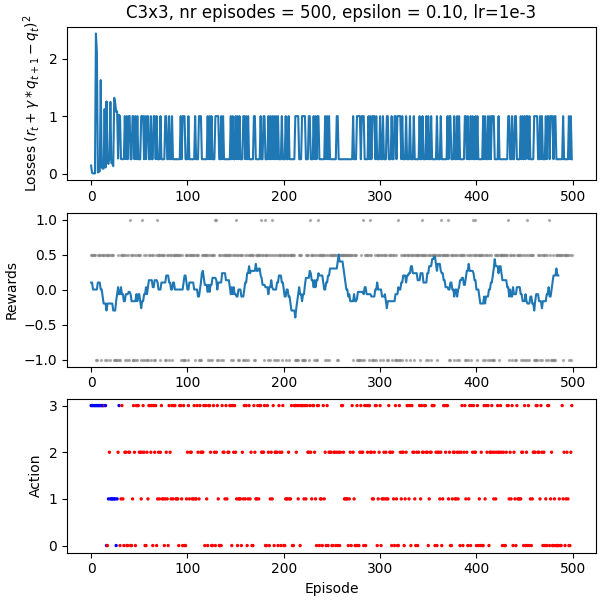 C3x3, nr episodes = 500, epsilon = 0.10, lr=1e-3
Losses (r_t + γ * q_{t+1} − q_t)^2
2
1
0
0 100 200 300 400 500
Rewards
1.0
0.5
0.0
−0.5
−1.0
0 100 200 300 400 500
Action
3
2
1
0
0 100 200 300 400 500
Episode